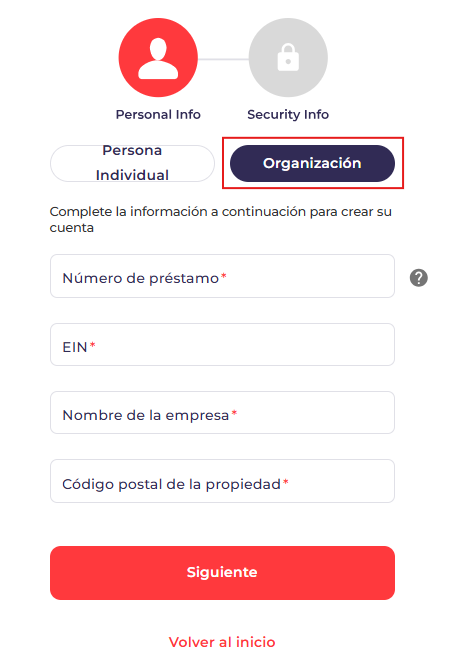 Personal Info
Security Info
Persona
Individual
Organización
Complete la información a continuación para crear su
cuenta
Número de préstamo*
?
EIN*
Nombre de la empresa*
Código postal de la propiedad*
Siguiente
Volver al inicio